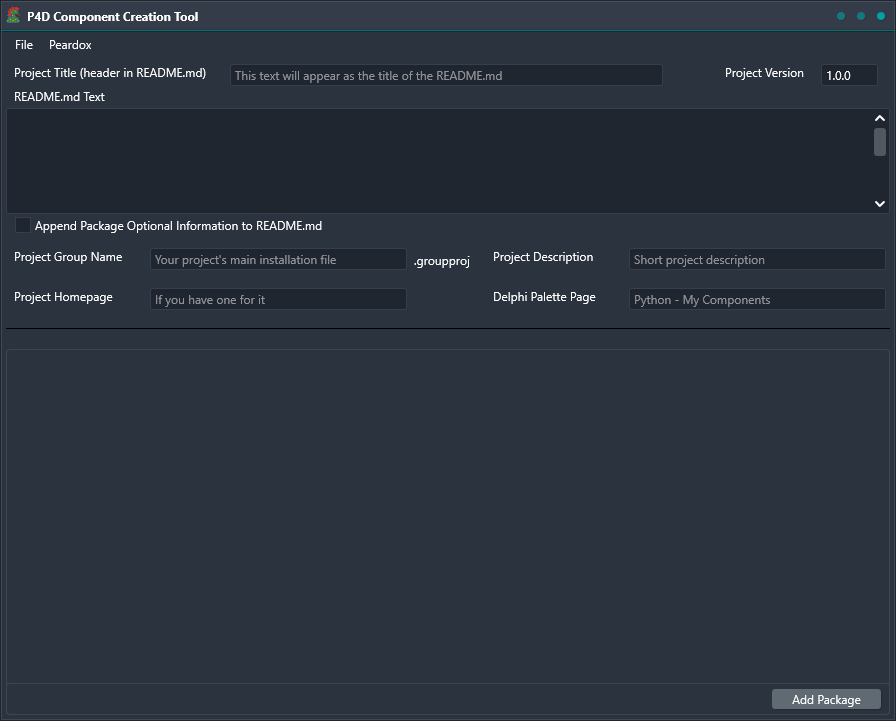 P4D Component Creation Tool
File Peardox
Project Title (header in README.md) This text will appear as the title of the README.md Project Version 1.0.0
README.md Text
Append Package Optional Information to README.md
Project Group Name Your project's main installation file .groupproj Project Description Short project description
Project Homepage If you have one for it Delphi Palette Page Python - My Components
Add Package